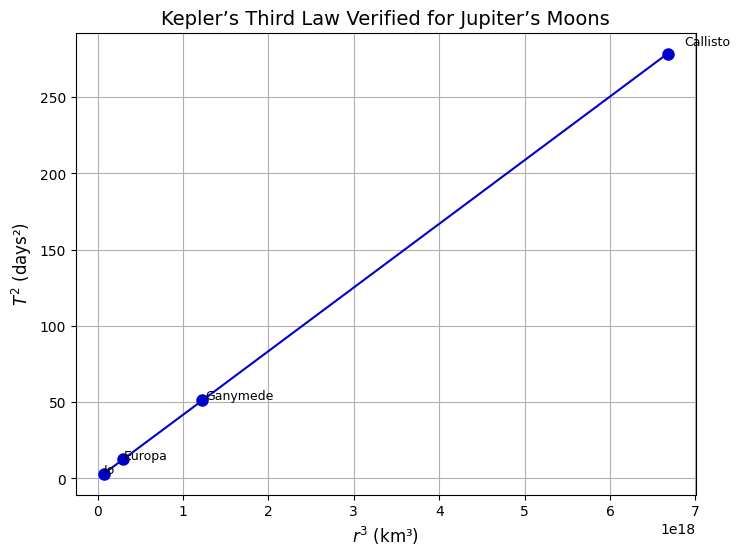 Kepler’s Third Law Verified for Jupiter’s Moons
Callisto
250
200
T² (days²)
150
100
50
Ganymede
Europa
Io
0
0 1 2 3 4 5 6 7
1e18
r³ (km³)